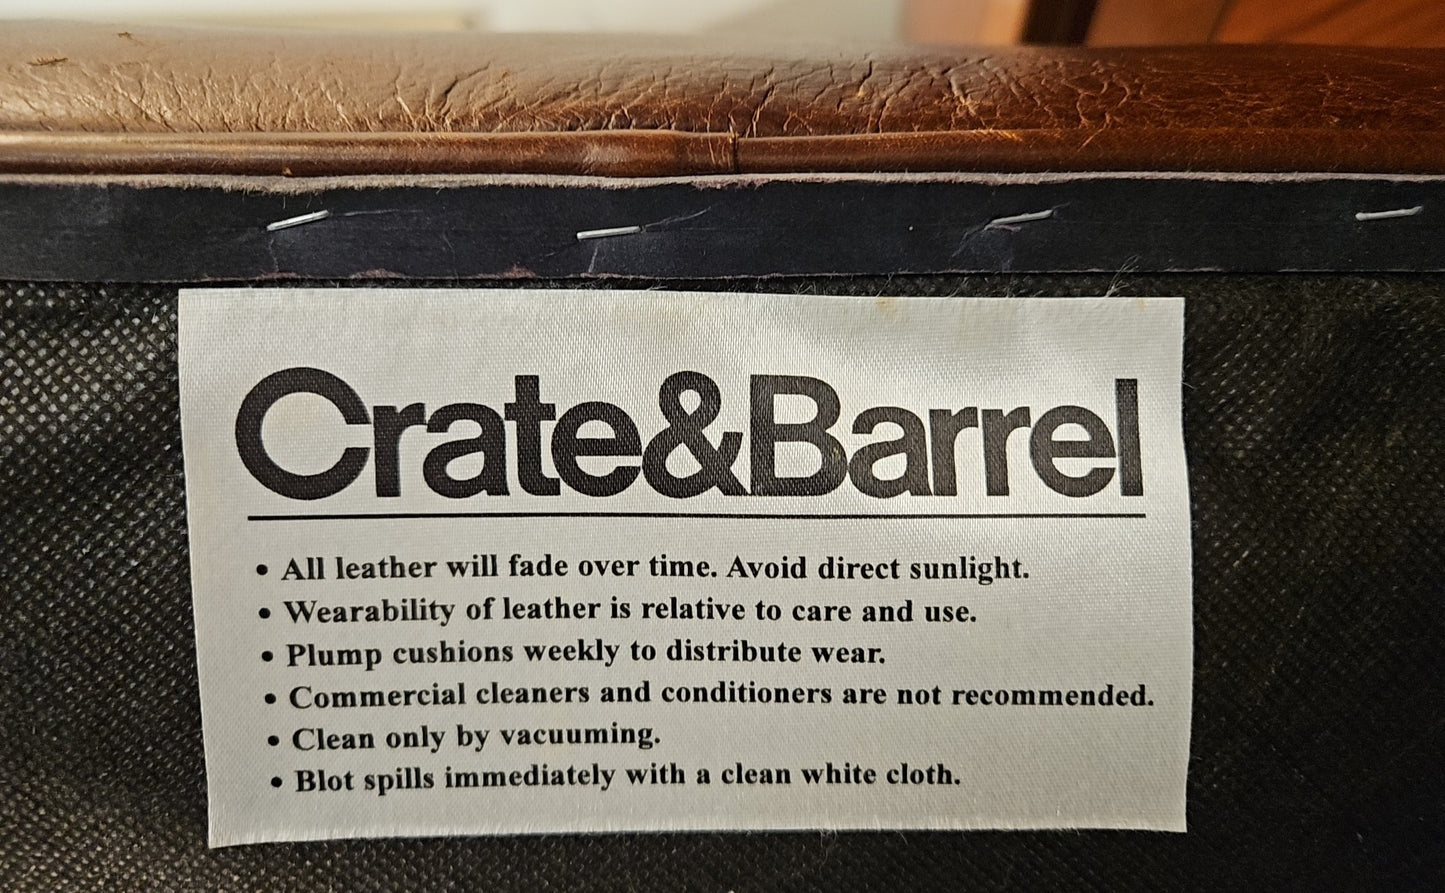 Crate&Barrel
• All leather will fade over time. Avoid direct sunlight.
• Wearability of leather is relative to care and use.
• Plump cushions weekly to distribute wear.
• Commercial cleaners and conditioners are not recommended.
• Clean only by vacuuming.
• Blot spills immediately with a clean white cloth.